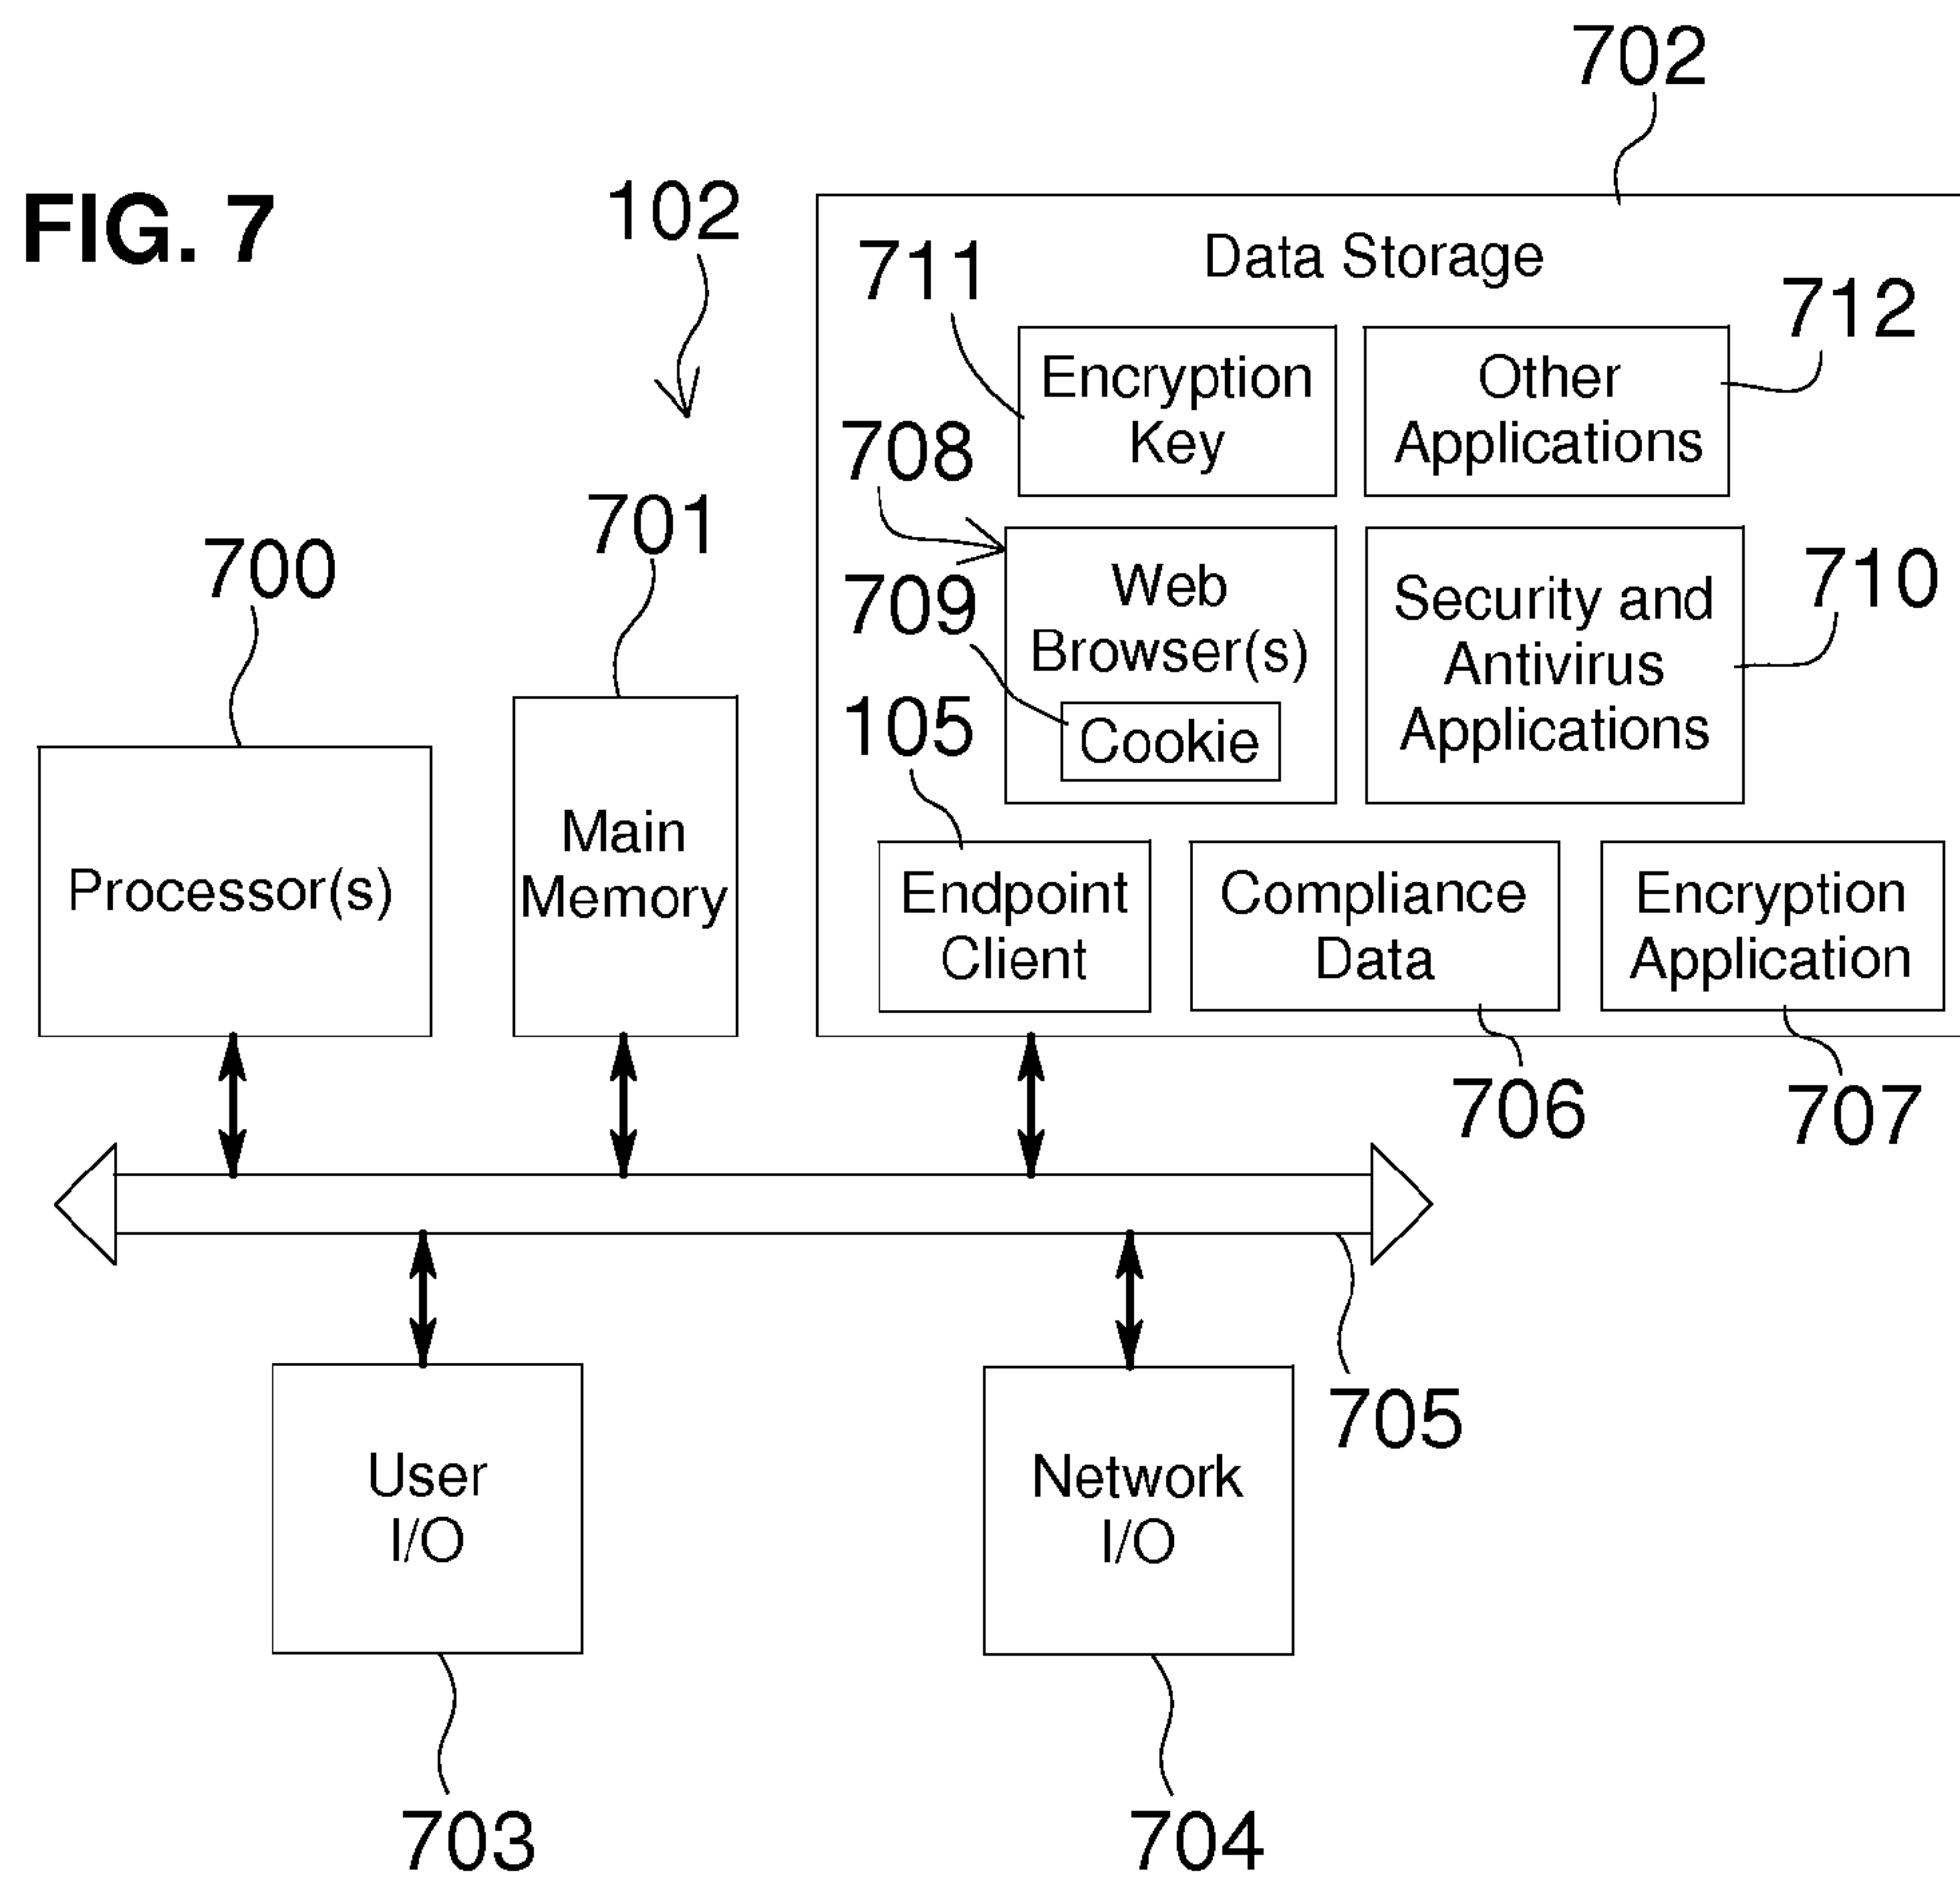 702
FIG. 7
102
Data Storage
711
712
Encryption
Key
Other
Applications
708
701
700
709
Web
Browser(s)
Cookie
Security and
Antivirus
Applications
710
105
Processor(s)
Main
Memory
Endpoint
Client
Compliance
Data
Encryption
Application
706
707
705
User
I/O
Network
I/O
703
704